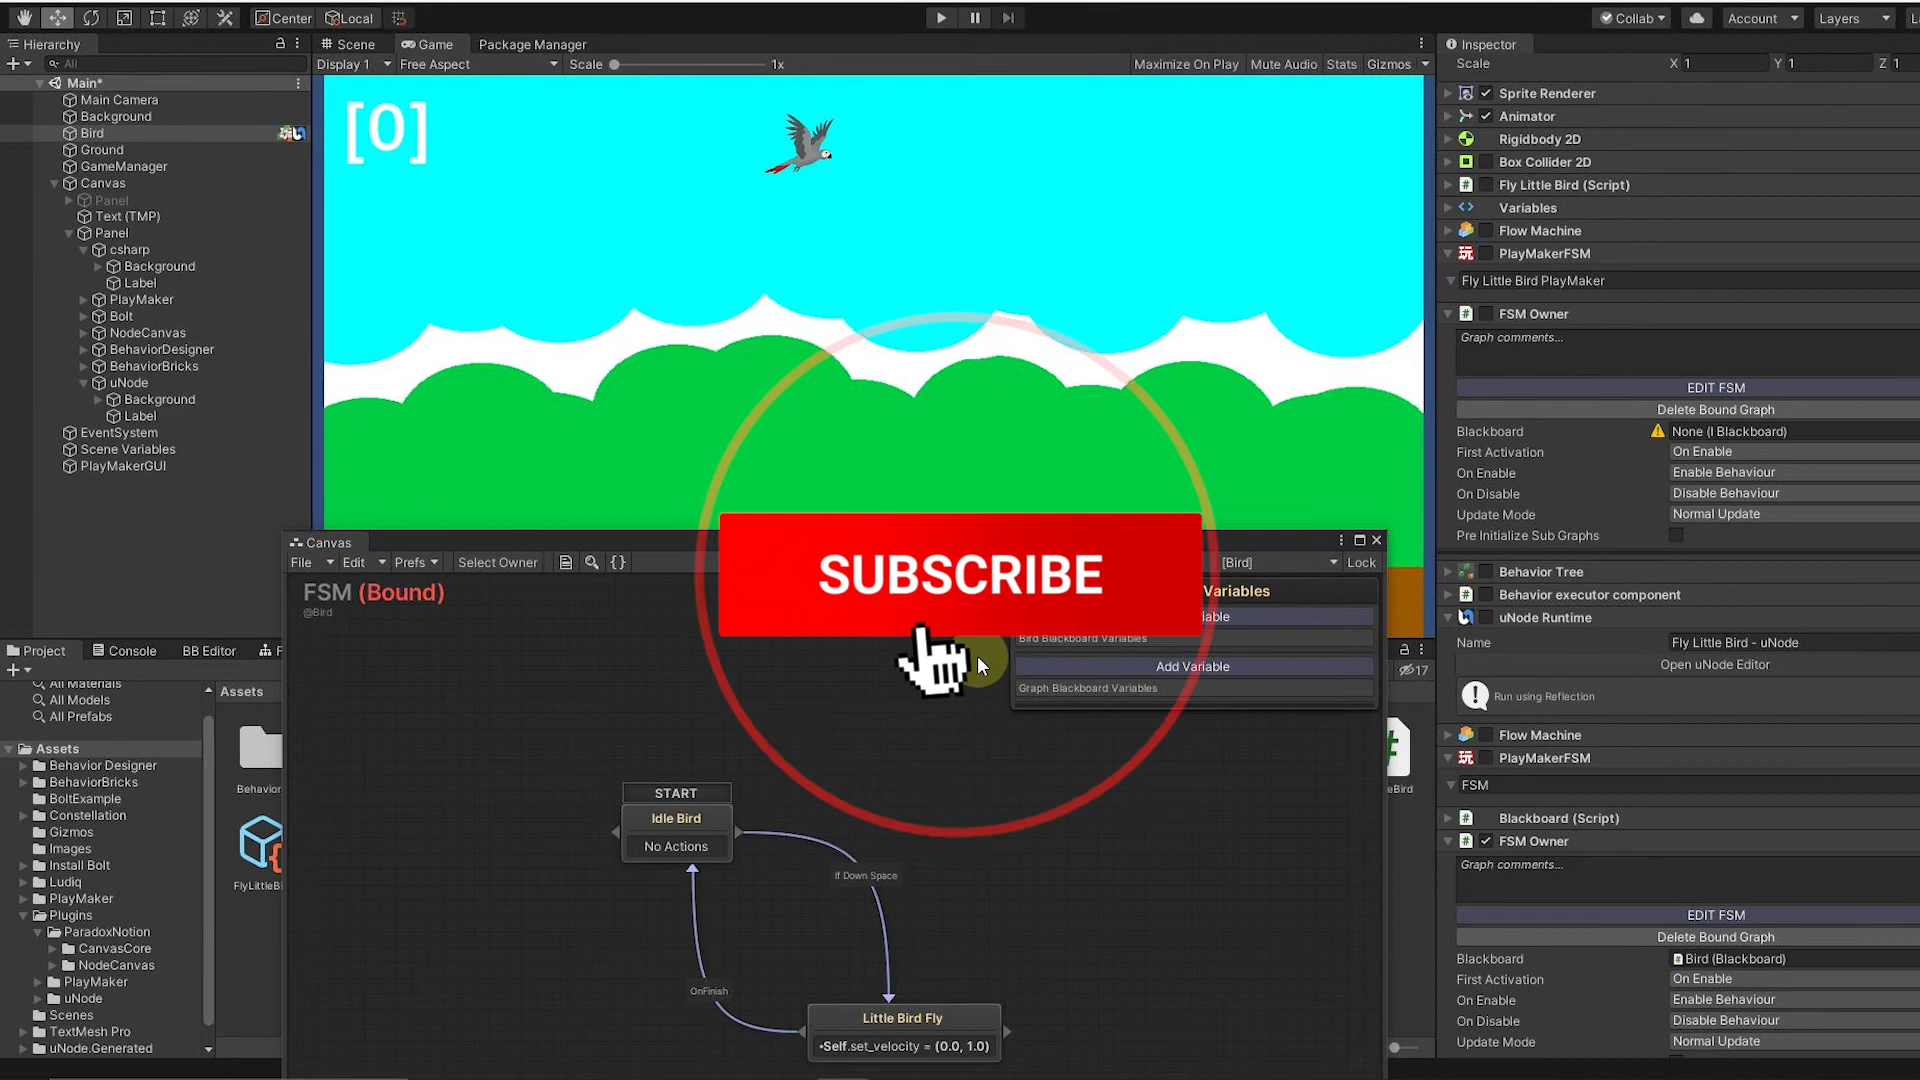 Center
Local
Collab
Account
Layers
Hierarchy
Scene
Game
Package Manager
Inspector
All
Display 1
Free Aspect
Scale
1x
Maximize On Play
Mute Audio
Stats
Gizmos
Scale
X 1
Y 1
Z 1
Main*
Main Camera
Background
Bird
Ground
GameManager
Canvas
Panel
Text (TMP)
Panel
csharp
Background
Label
PlayMaker
Bolt
NodeCanvas
BehaviorDesigner
BehaviorBricks
uNode
Background
Label
EventSystem
Scene Variables
PlayMakerGUI
[0]
SUBSCRIBE
Canvas
File
Edit
Prefs
Select Owner
[Bird]
Lock
FSM (Bound)
@Bird
Variables
iable
Bird Blackboard Variables
Add Variable
Graph Blackboard Variables
START
Idle Bird
No Actions
If Down Space
OnFinish
Little Bird Fly
•Self.set_velocity = (0.0, 1.0)
Project
Console
BB Editor
F
17
All Materials
All Models
All Prefabs
Assets
Behavior Designer
BehaviorBricks
BoltExample
Constellation
Gizmos
Images
Install Bolt
Ludiq
PlayMaker
Plugins
ParadoxNotion
CanvasCore
NodeCanvas
PlayMaker
uNode
Scenes
TextMesh Pro
uNode.Generated
Assets
Behavior
FlyLittleBi
eBird
Sprite Renderer
Animator
Rigidbody 2D
Box Collider 2D
Fly Little Bird (Script)
Variables
Flow Machine
玩 PlayMakerFSM
Fly Little Bird PlayMaker
FSM Owner
Graph comments...
EDIT FSM
Delete Bound Graph
Blackboard
None (I Blackboard)
First Activation
On Enable
On Enable
Enable Behaviour
On Disable
Disable Behaviour
Update Mode
Normal Update
Pre Initialize Sub Graphs
Behavior Tree
Behavior executor component
uNode Runtime
Name
Fly Little Bird - uNode
Open uNode Editor
Run using Reflection
Flow Machine
玩 PlayMakerFSM
FSM
Blackboard (Script)
FSM Owner
Graph comments...
EDIT FSM
Delete Bound Graph
Blackboard
Bird (Blackboard)
First Activation
On Enable
On Enable
Enable Behaviour
On Disable
Disable Behaviour
Update Mode
Normal Update